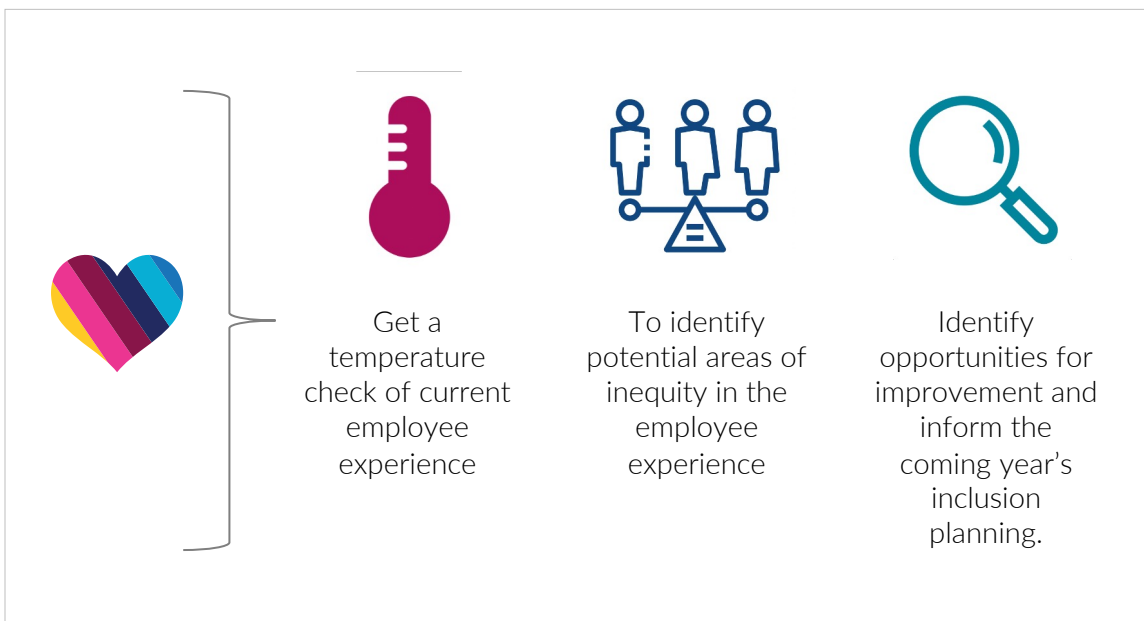 Get a
temperature
check of current
employee
experience
To identify
potential areas of
inequity in the
employee
experience
Identify
opportunities for
improvement and
inform the
coming year’s
inclusion
planning.